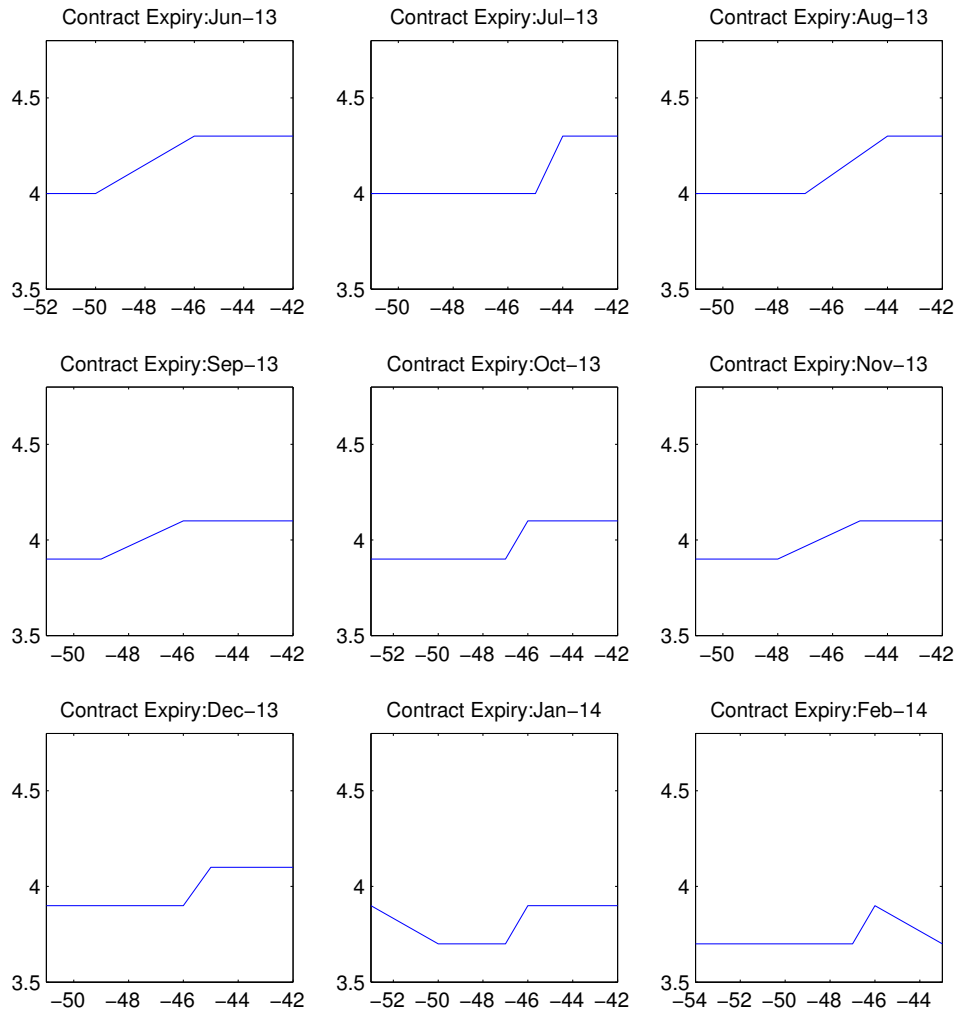 Contract Expiry:Jun−13 Contract Expiry:Jul−13 Contract Expiry:Aug−13
4.5 4.5 4.5
4 4 4
3.5 3.5 3.5
−52 −50 −48 −46 −44 −42 −50 −48 −46 −44 −42 −50 −48 −46 −44 −42
Contract Expiry:Sep−13 Contract Expiry:Oct−13 Contract Expiry:Nov−13
4.5 4.5 4.5
4 4 4
3.5 3.5 3.5
−50 −48 −46 −44 −42 −52 −50 −48 −46 −44 −42 −50 −48 −46 −44 −42
Contract Expiry:Dec−13 Contract Expiry:Jan−14 Contract Expiry:Feb−14
4.5 4.5 4.5
4 4 4
3.5 3.5 3.5
−50 −48 −46 −44 −42 −52 −50 −48 −46 −44 −42 −54 −52 −50 −48 −46 −44